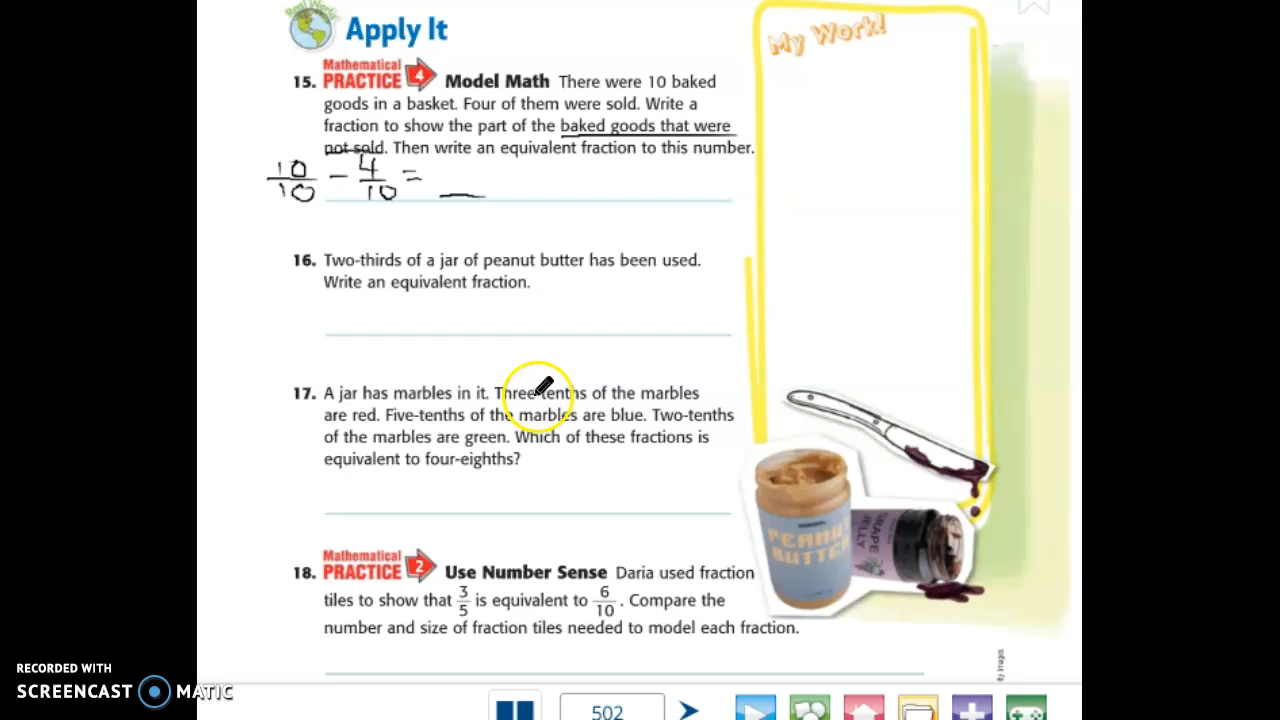 Real World
Apply It
My Work!
Mathematical
15. PRACTICE 4 Model Math There were 10 baked
goods in a basket. Four of them were sold. Write a
fraction to show the part of the baked goods that were
not sold. Then write an equivalent fraction to this number.
10/10 - 4/10 =
16. Two-thirds of a jar of peanut butter has been used.
Write an equivalent fraction.
17. A jar has marbles in it. Three-tenths of the marbles
are red. Five-tenths of the marbles are blue. Two-tenths
of the marbles are green. Which of these fractions is
equivalent to four-eighths?
PEANUT
BUTTER
GRAPE
JELLY
Mathematical
18. PRACTICE 2 Use Number Sense Daria used fraction
tiles to show that 3/5 is equivalent to 6/10. Compare the
number and size of fraction tiles needed to model each fraction.
RECORDED WITH
SCREENCAST MATIC
502